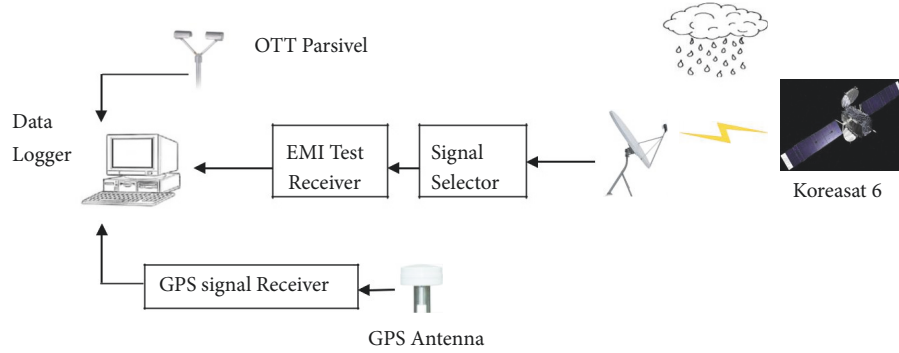 OTT Parsivel
Data
Logger
EMI Test
Receiver
Signal
Selector
Koreasat 6
GPS signal Receiver
GPS Antenna